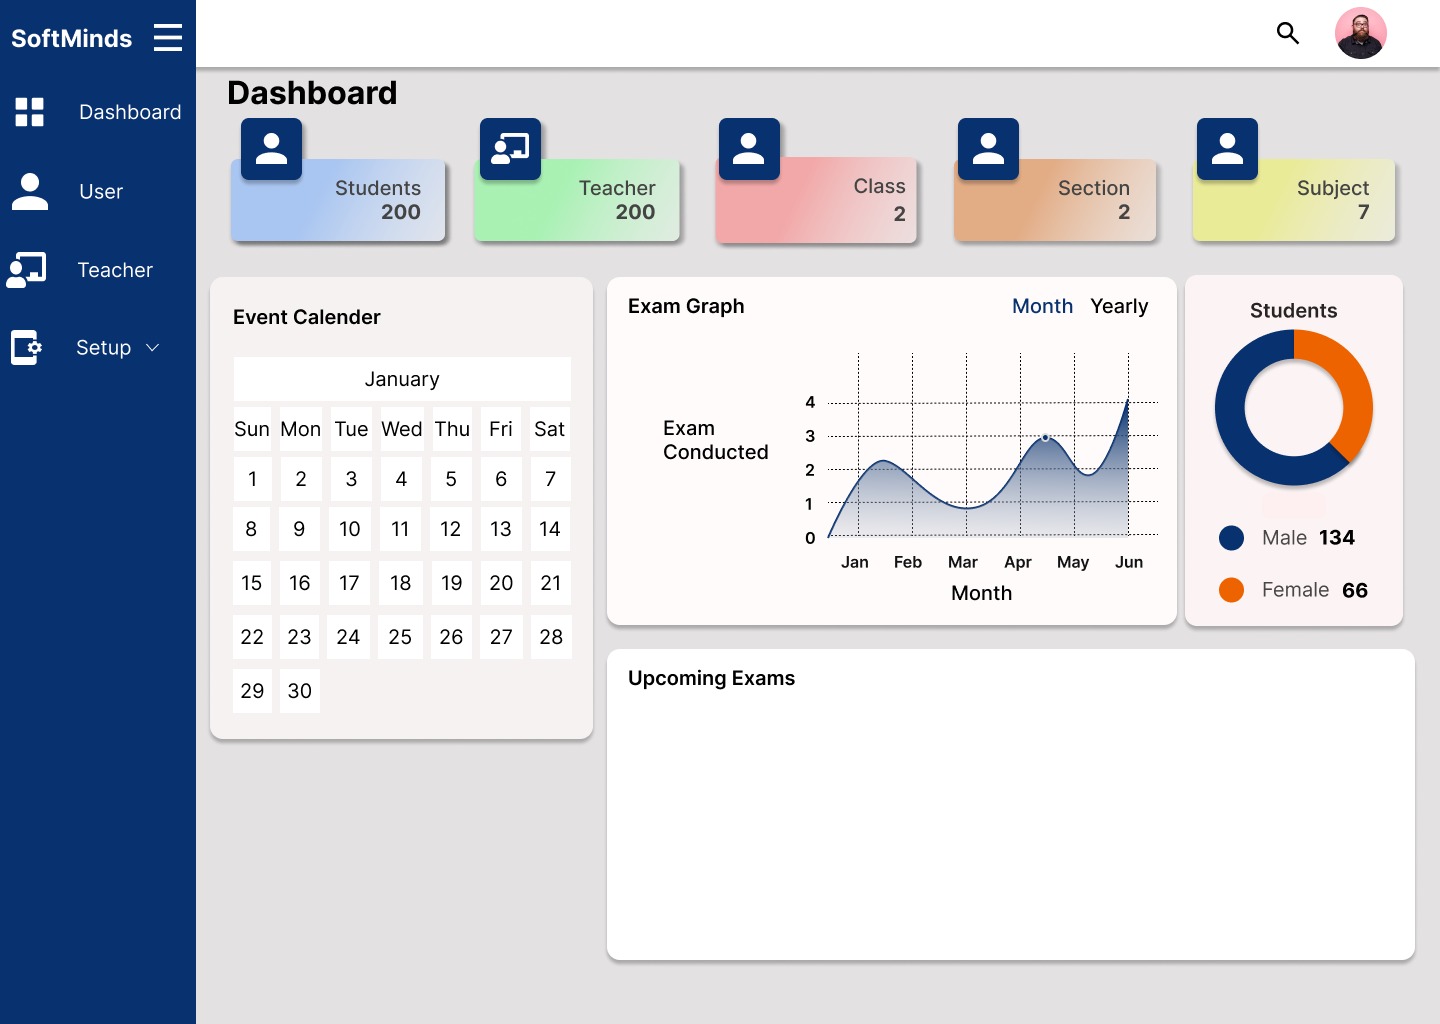 SoftMinds
Dashboard
User
Teacher
Setup
Dashboard
Students
200
Teacher
200
Class
2
Section
2
Subject
7
Event Calender
January
Sun Mon Tue Wed Thu Fri Sat
1 2 3 4 5 6 7
8 9 10 11 12 13 14
15 16 17 18 19 20 21
22 23 24 25 26 27 28
29 30
Exam Graph
Month Yearly
Exam
Conducted
4
3
2
1
0
Jan Feb Mar Apr May Jun
Month
Students
Male 134
Female 66
Upcoming Exams